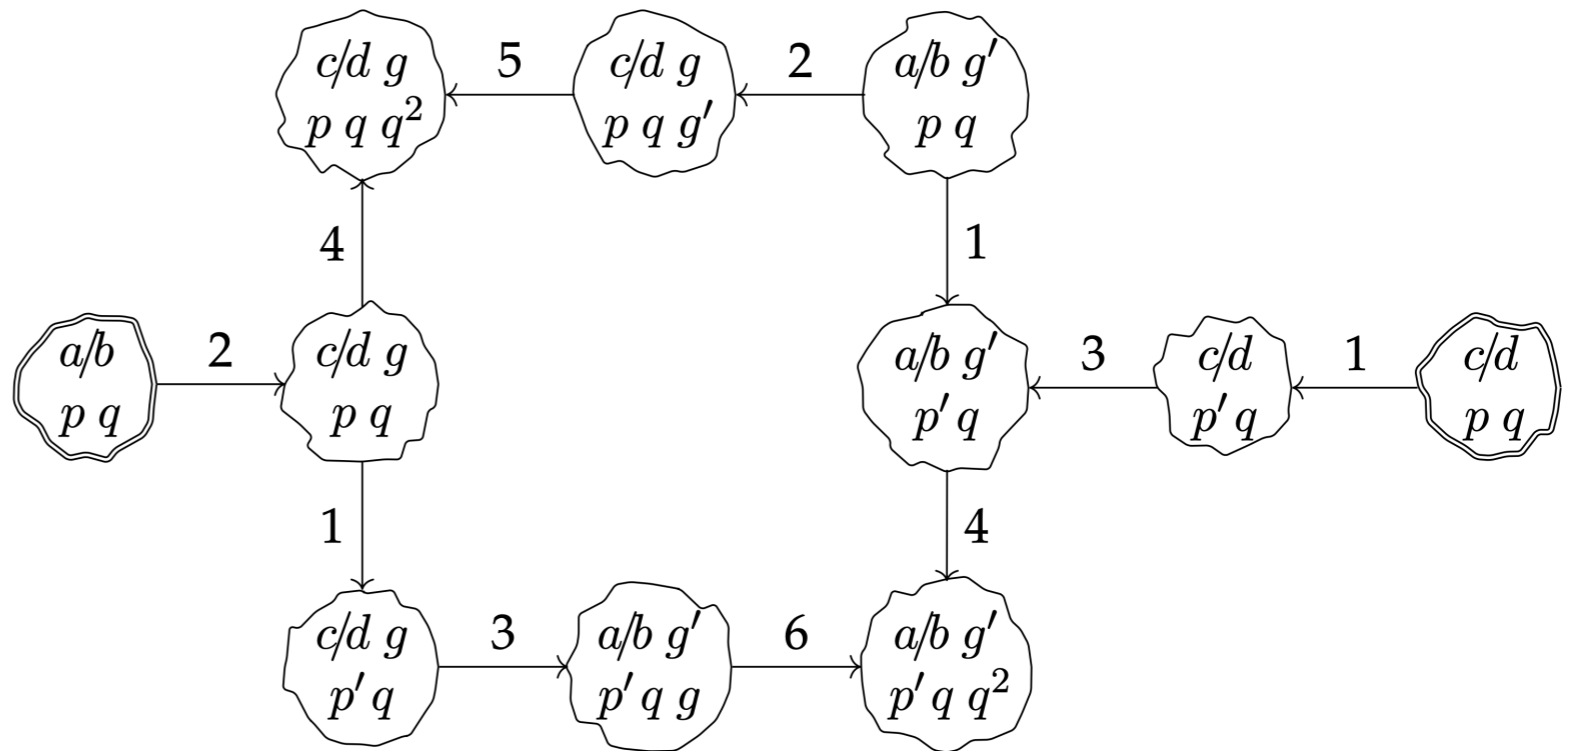 c/d g
p q q²
5
c/d g
p q g′
2
a/b g′
p q
4
1
a/b
p q
2
c/d g
p q
a/b g′
p′ q
3
c/d
p′ q
1
c/d
p q
1
4
c/d g
p′ q
3
a/b g′
p′ q g
6
a/b g′
p′ q q²